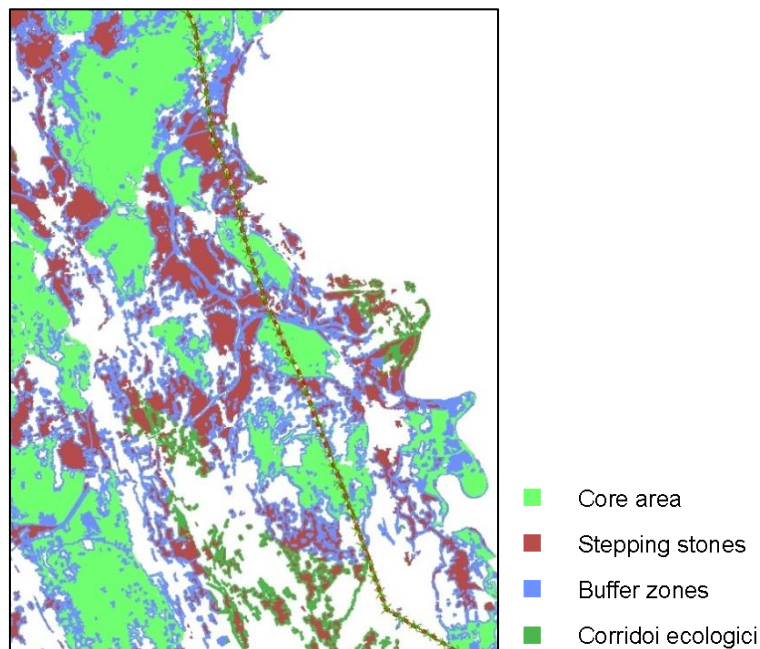 Core area
Stepping stones
Buffer zones
Corridoi ecologici